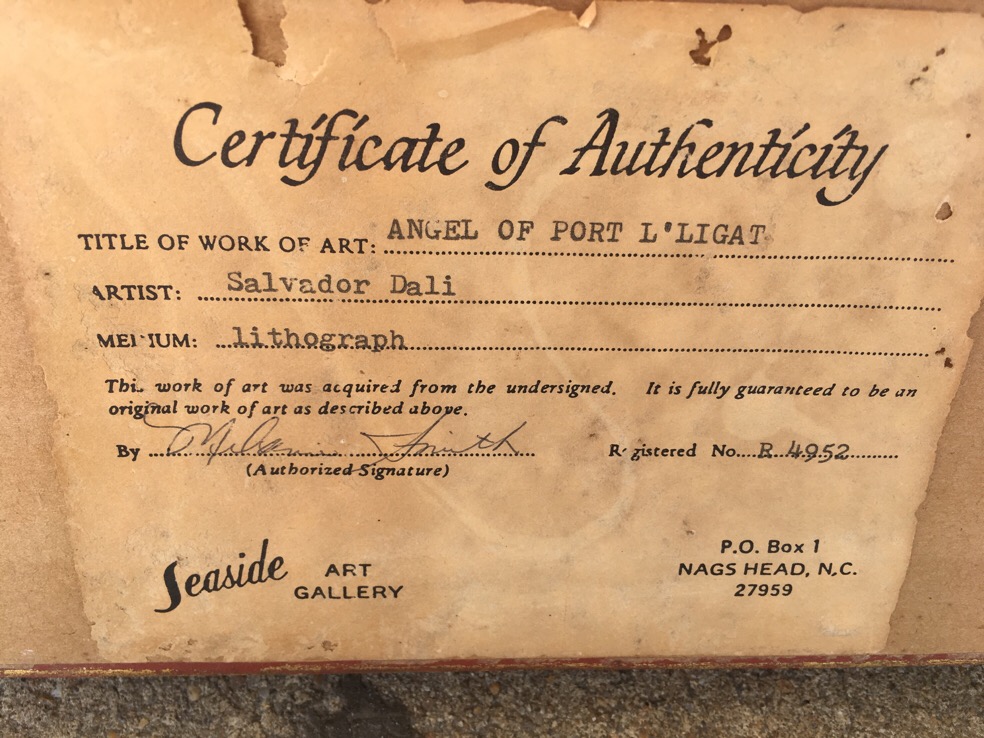 Certificate of Authenticity
TITLE OF WORK OF ART: ANGEL OF PORT L'LIGAT
ARTIST: Salvador Dali
MEDIUM: lithograph
This work of art was acquired from the undersigned. It is fully guaranteed to be an
original work of art as described above.
By Melanie Smith Registered No. R 4952
(Authorized Signature)
Seaside ART GALLERY
P.O. Box 1
NAGS HEAD, N.C.
27959